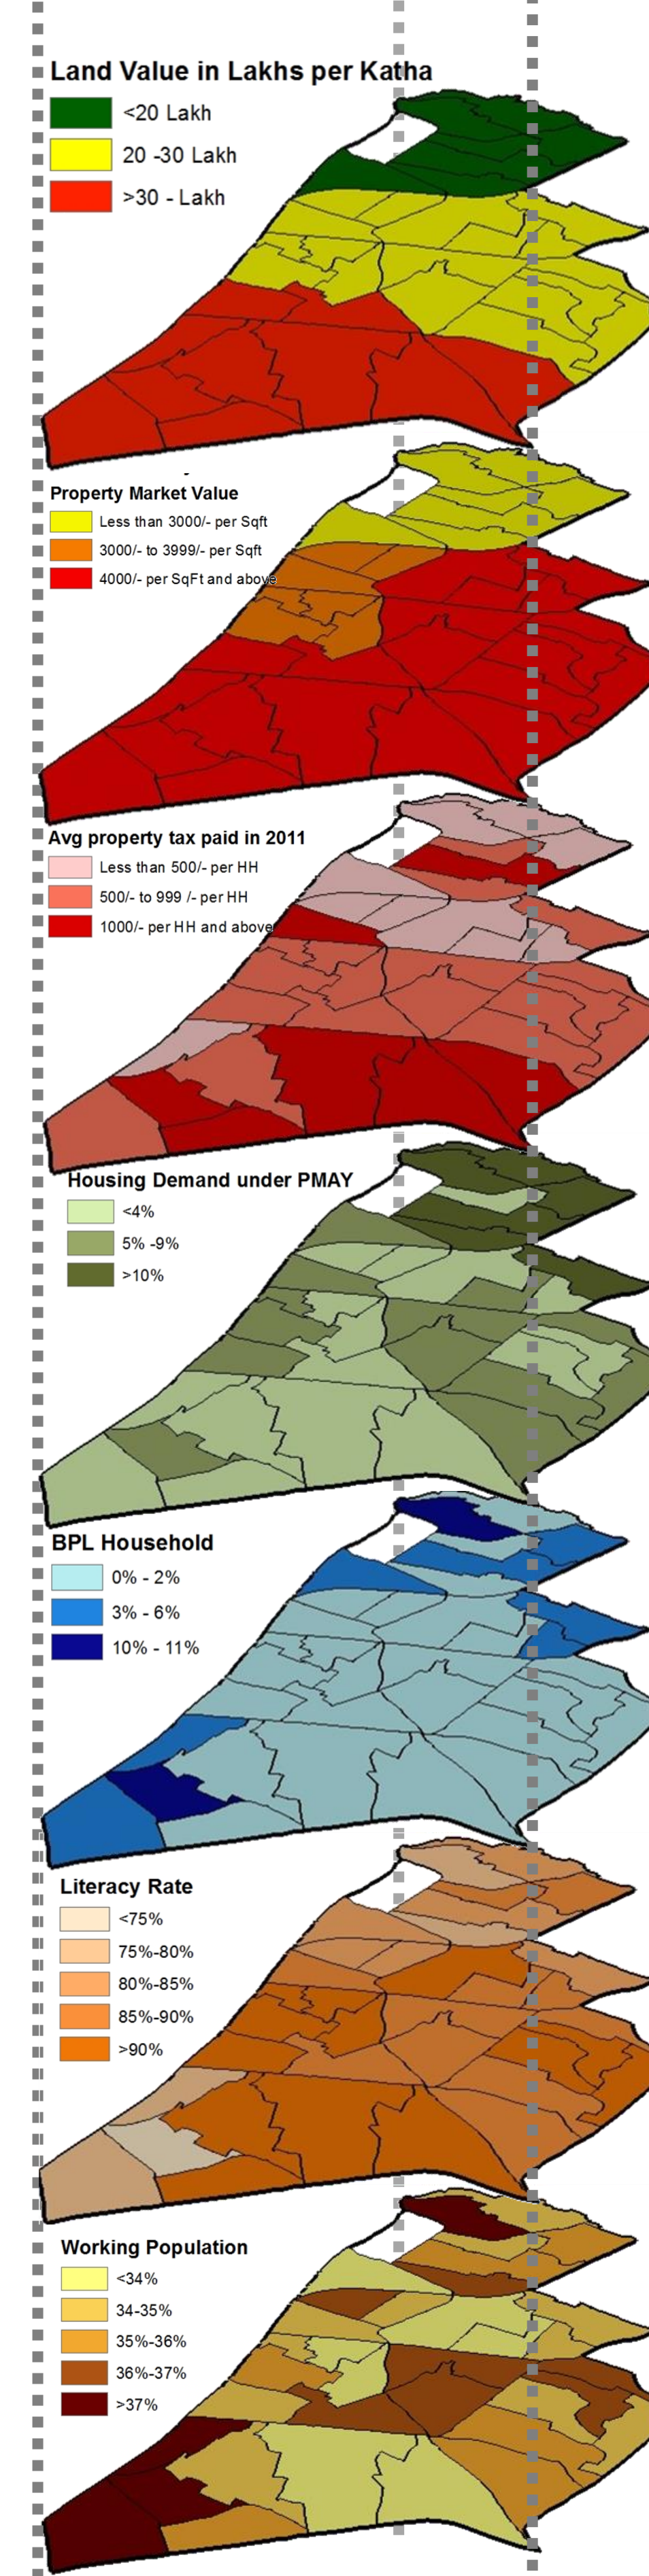 Land Value in Lakhs per Katha
<20 Lakh
20 -30 Lakh
>30 - Lakh
Property Market Value
Less than 3000/- per Sqft
3000/- to 3999/- per Sqft
4000/- per SqFt and above
Avg property tax paid in 2011
Less than 500/- per HH
500/- to 999 /- per HH
1000/- per HH and above
Housing Demand under PMAY
<4%
5% -9%
>10%
BPL Household
0% - 2%
3% - 6%
10% - 11%
Literacy Rate
<75%
75%-80%
80%-85%
85%-90%
>90%
Working Population
<34%
34-35%
35%-36%
36%-37%
>37%